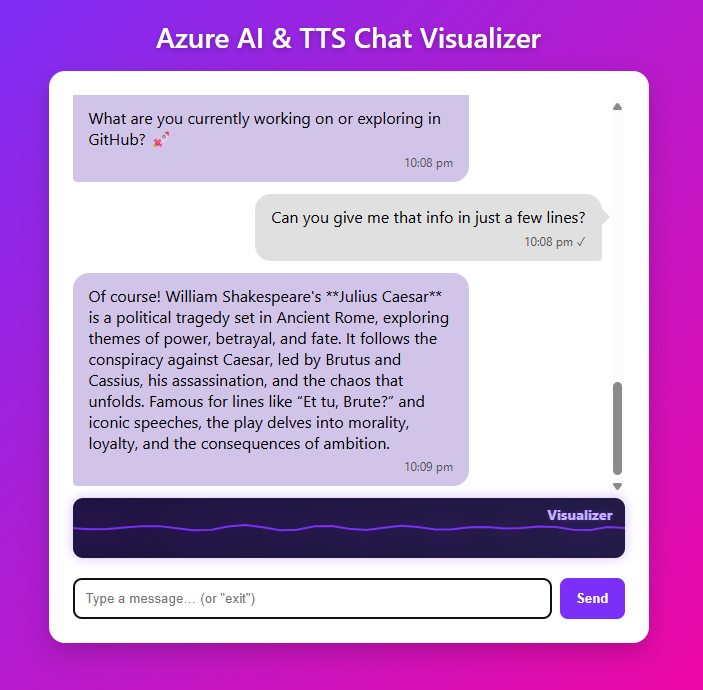 Azure AI & TTS Chat Visualizer
What are you currently working on or exploring in
GitHub? 🚀
10:08 pm
Can you give me that info in just a few lines?
10:08 pm ✓
Of course! William Shakespeare's **Julius Caesar**
is a political tragedy set in Ancient Rome, exploring
themes of power, betrayal, and fate. It follows the
conspiracy against Caesar, led by Brutus and
Cassius, his assassination, and the chaos that
unfolds. Famous for lines like “Et tu, Brute?” and
iconic speeches, the play delves into morality,
loyalty, and the consequences of ambition.
10:09 pm
Visualizer
Type a message... (or "exit")
Send